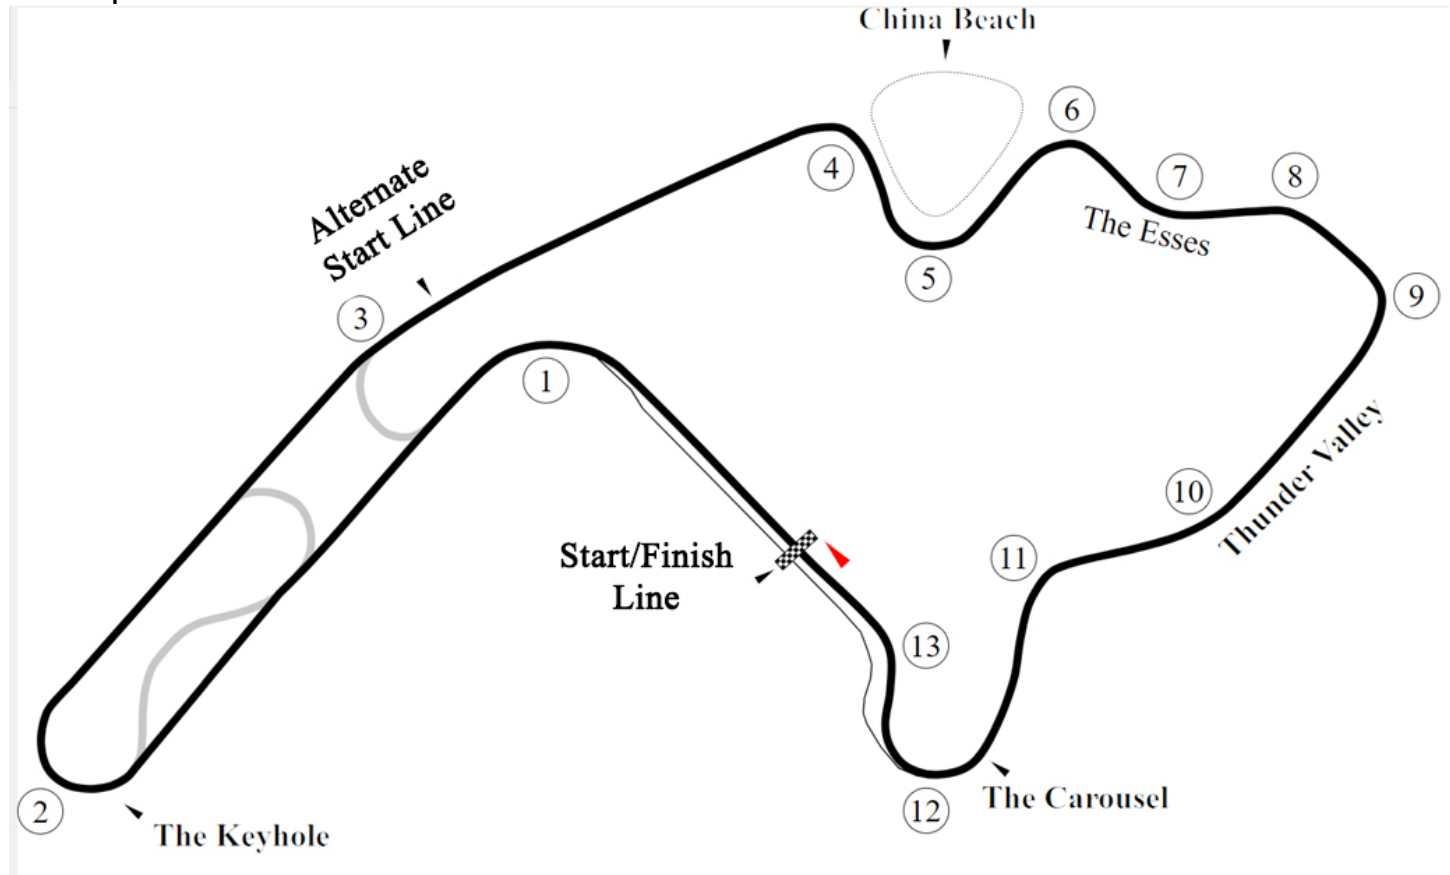 China Beach
6
4
7
8
Alternate
Start Line
The Esses
5
9
3
1
Thunder Valley
10
Start/Finish
Line
11
13
The Carousel
12
2
The Keyhole